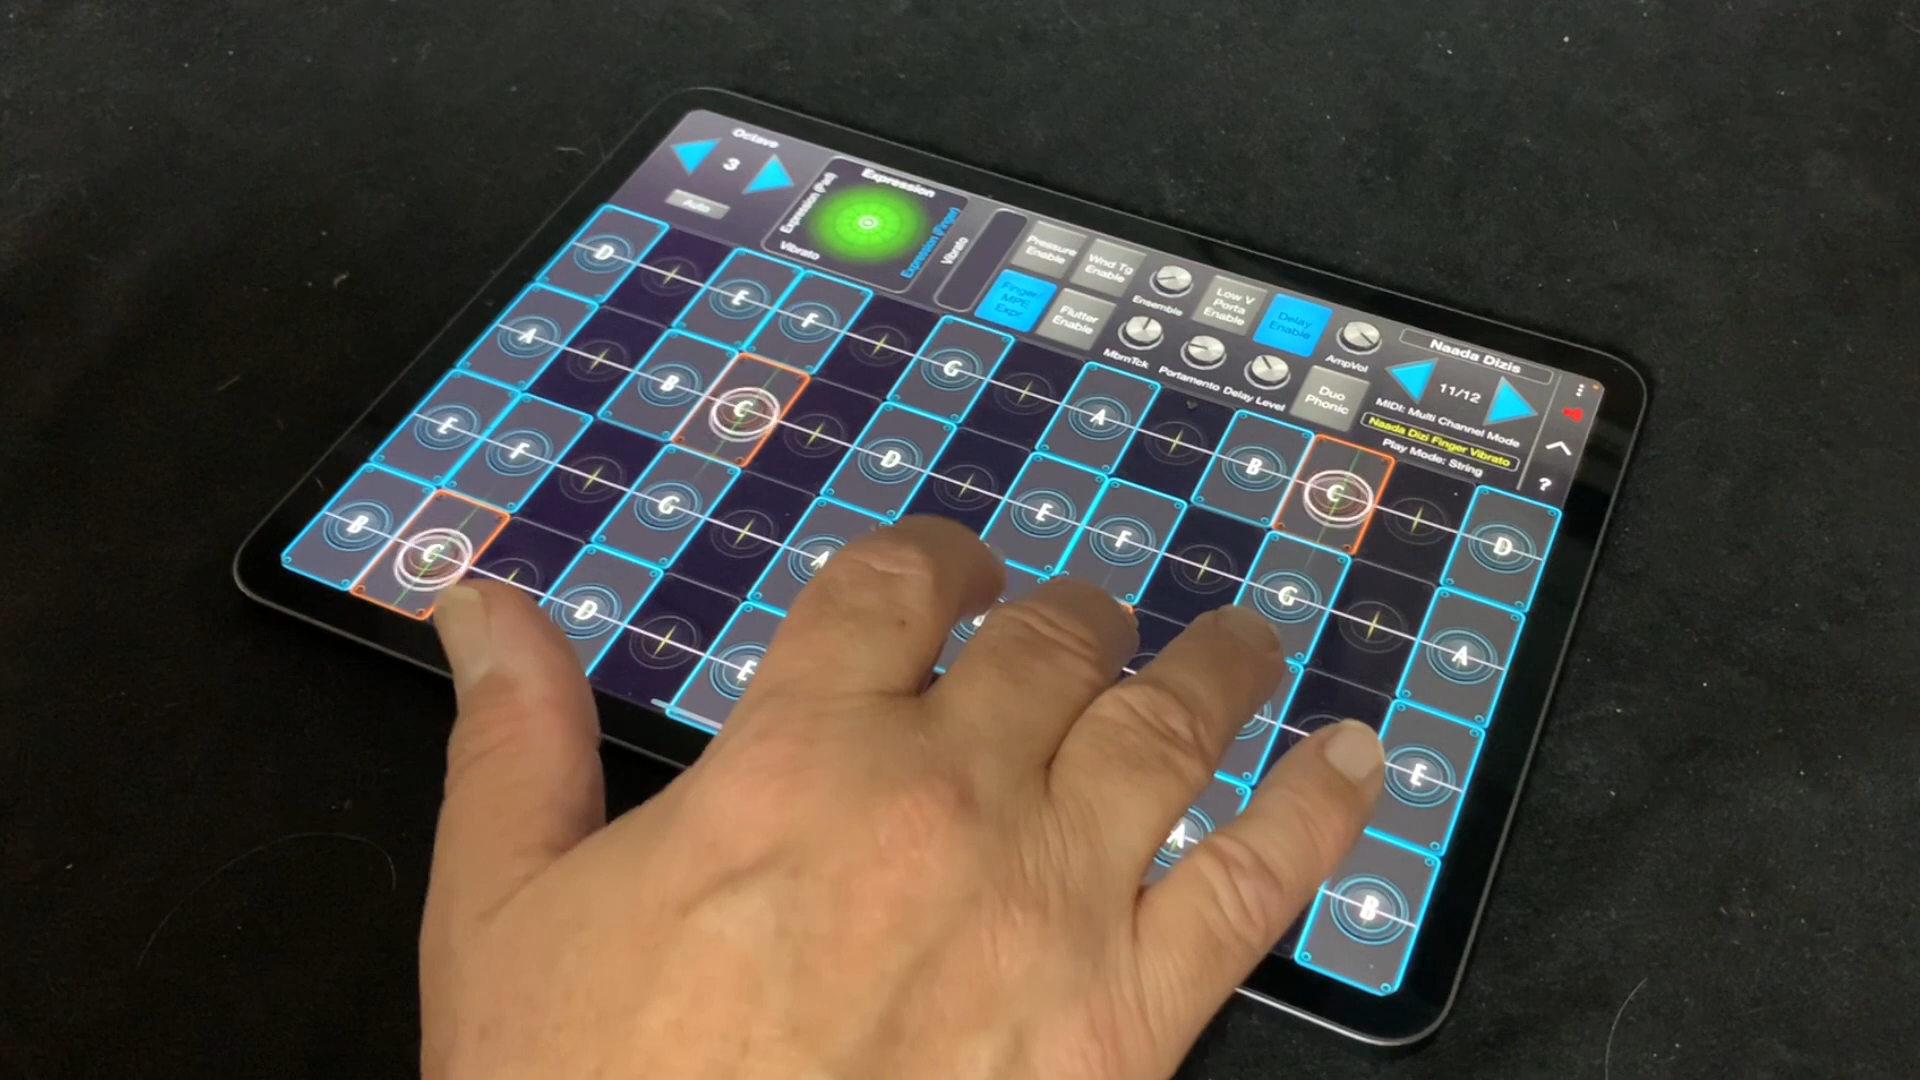 Octave
3
Auto
Expression
Expression (Pad)
Vibrato
Expression (Finger)
Vibrato
Pressure
Enable
Wnd Tg
Enable
Ensemble
Low V
Porta
Enable
Delay
Enable
AmpVol
Finger/
MPE
Expr
Flutter
Enable
MbrnTck
Portamento
Delay Level
Duo
Phonic
Naada Dizis
11/12
MIDI: Multi Channel Mode
Naada Dizi Finger Vibrato
Play Mode: String
?
D E F G A B C D
A B C D E F G A
E F G A E
B C D E A B